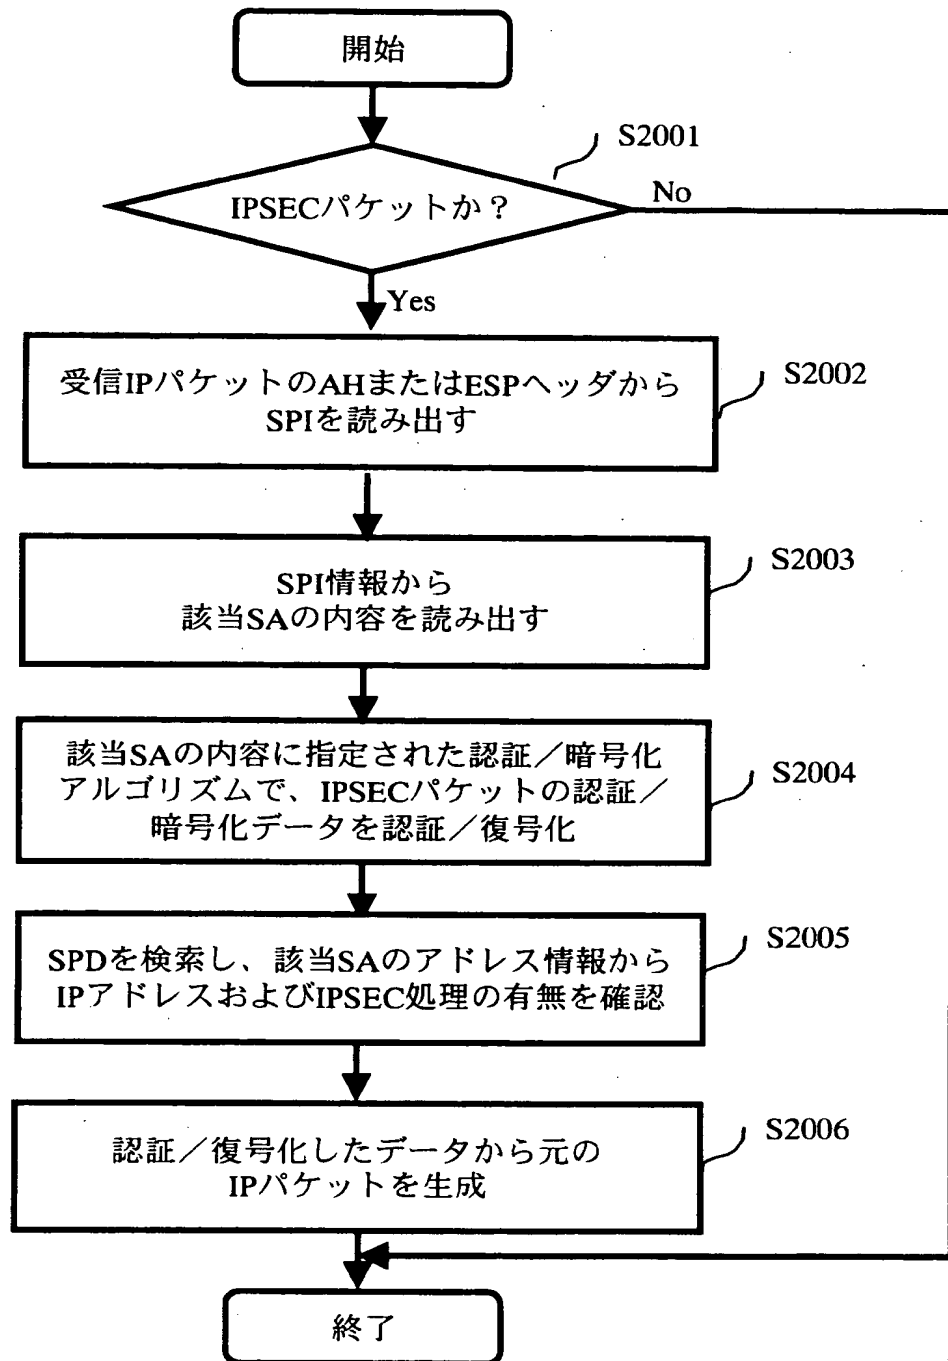 開始
S2001
IPSECパケットか？
No
Yes
受信IPパケットのAHまたはESPヘッダから
SPIを読み出す
S2002
SPI情報から
該当SAの内容を読み出す
S2003
該当SAの内容に指定された認証／暗号化
アルゴリズムで、IPSECパケットの認証／
暗号化データを認証／復号化
S2004
SPDを検索し、該当SAのアドレス情報から
IPアドレスおよびIPSEC処理の有無を確認
S2005
認証／復号化したデータから元の
IPパケットを生成
S2006
終了